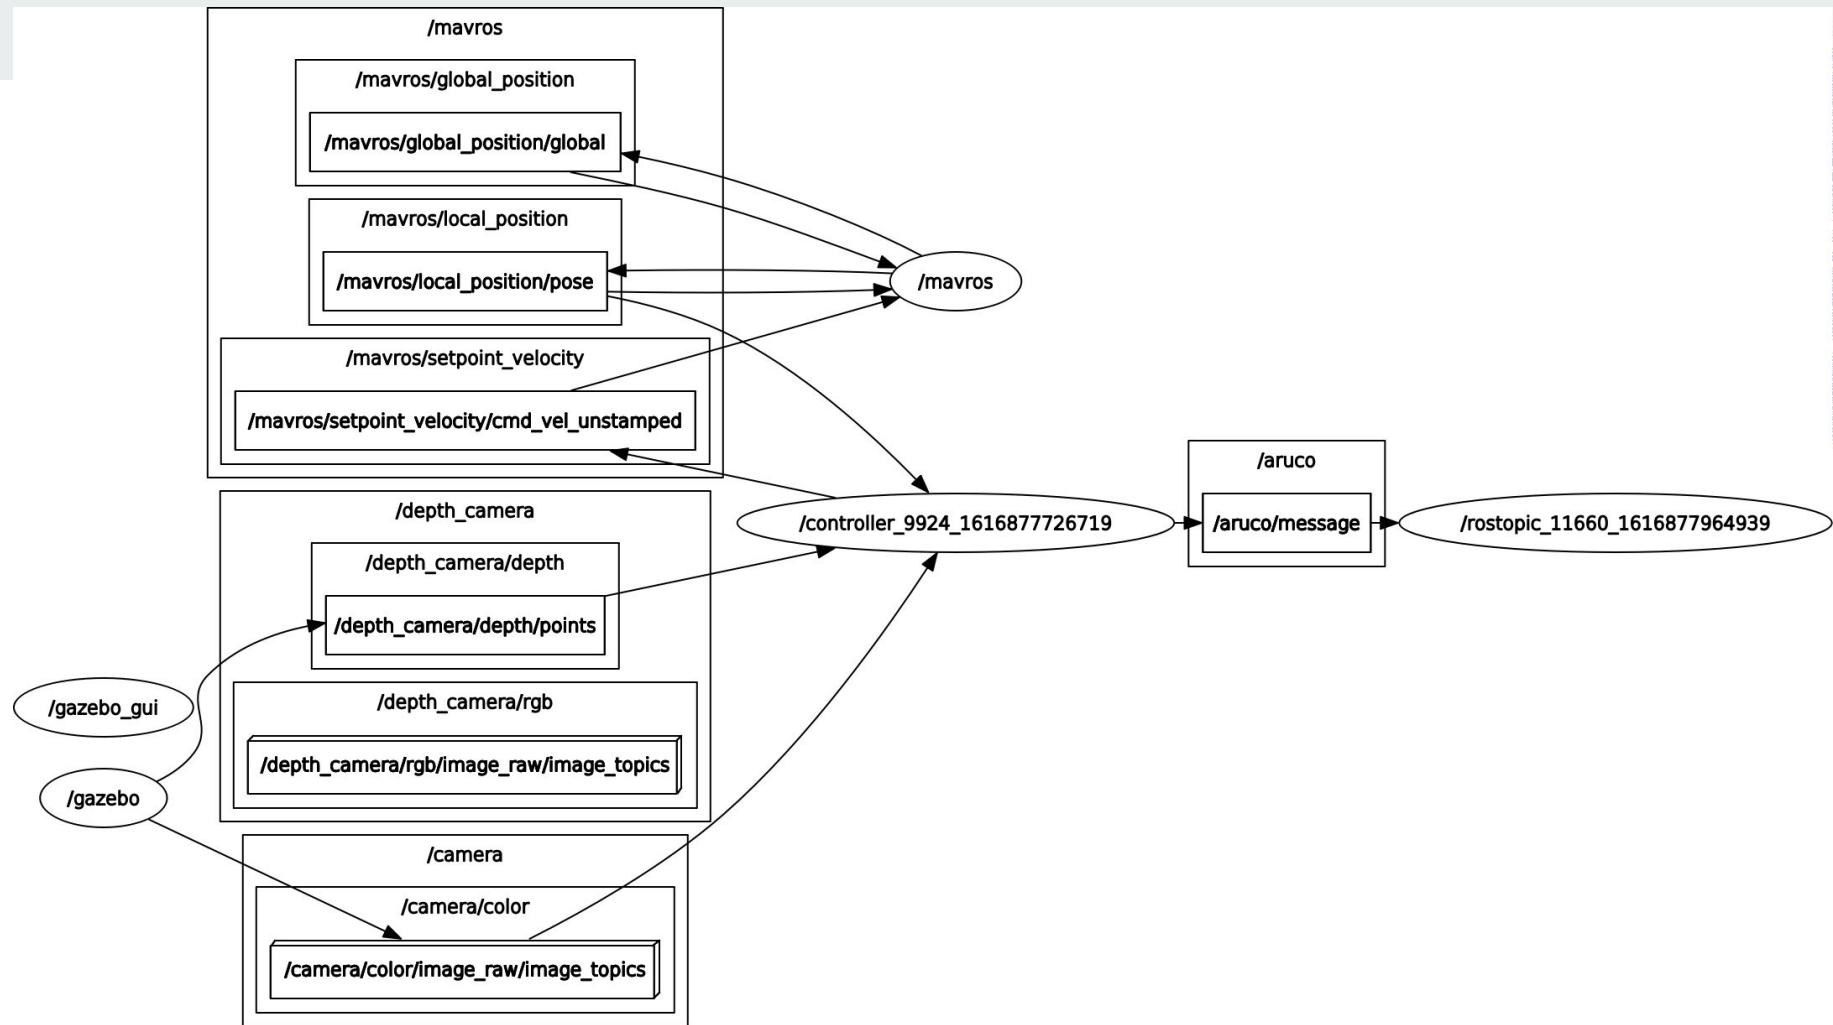 /mavros
/mavros/global_position
/mavros/global_position/global
/mavros/local_position
/mavros/local_position/pose
/mavros
/mavros/setpoint_velocity
/mavros/setpoint_velocity/cmd_vel_unstamped
/depth_camera
/depth_camera/depth
/depth_camera/depth/points
/controller_9924_1616877726719
/aruco
/aruco/message
/rostopic_11660_1616877964939
/gazebo_gui
/depth_camera/rgb
/depth_camera/rgb/image_raw/image_topics
/gazebo
/camera
/camera/color
/camera/color/image_raw/image_topics